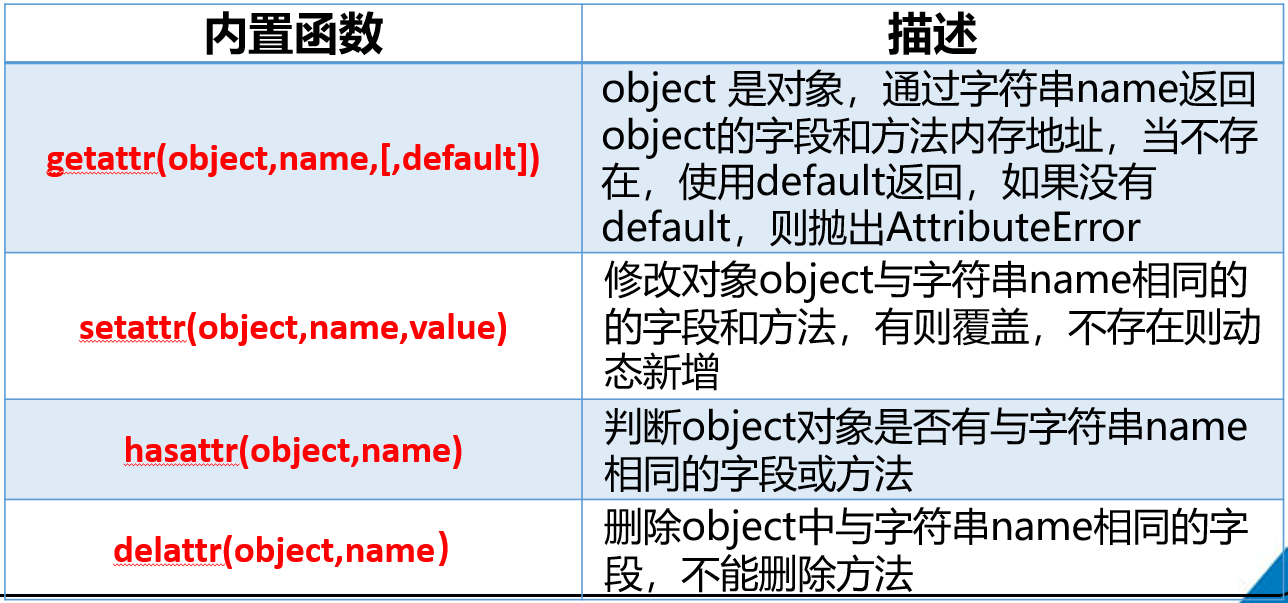 内置函数
描述
getattr(object,name,[,default])
object 是对象，通过字符串name返回
object的字段和方法内存地址，当不存
在，使用default返回，如果没有
default，则抛出AttributeError
setattr(object,name,value)
修改对象object与字符串name相同的
的字段和方法，有则覆盖，不存在则动
态新增
hasattr(object,name)
判断object对象是否有与字符串name
相同的字段或方法
delattr(object,name）
删除object中与字符串name相同的字
段，不能删除方法